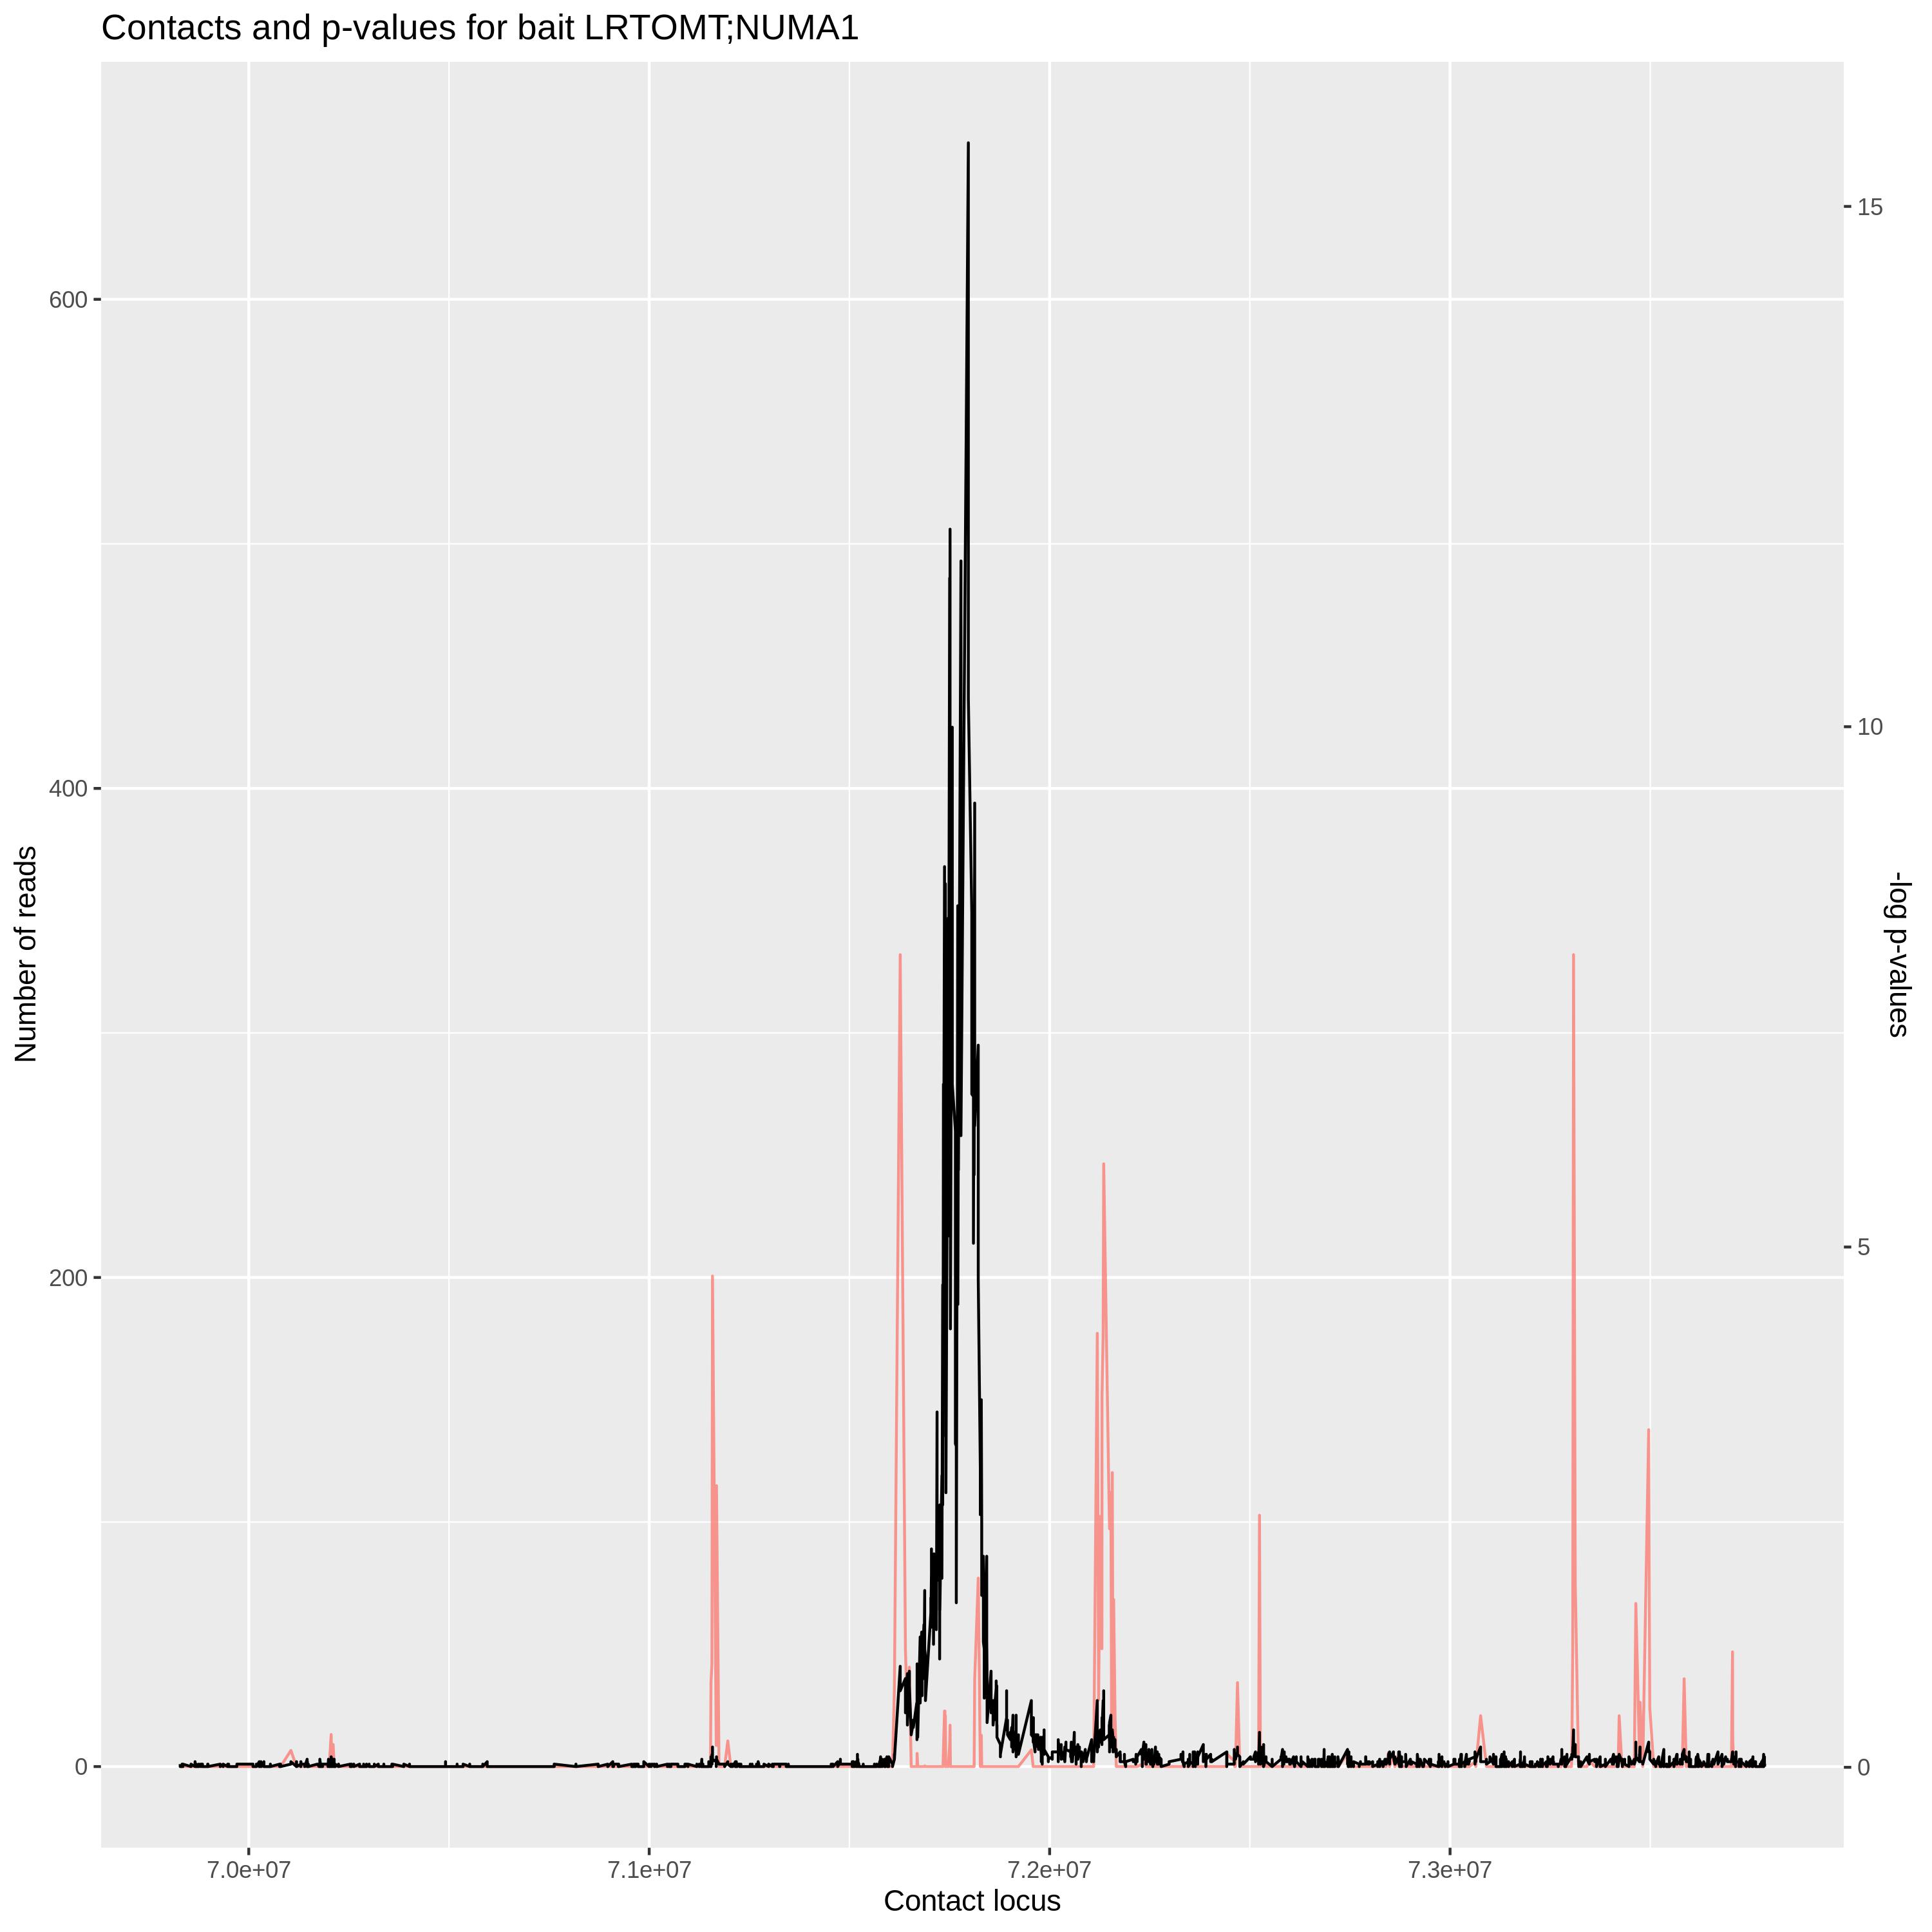 Contacts and p-values for bait LRTOMT;NUMA1
15
600
10
400
Number of reads
-log p-values
5
200
0
0
7.0e+07
7.1e+07
7.2e+07
7.3e+07
Contact locus